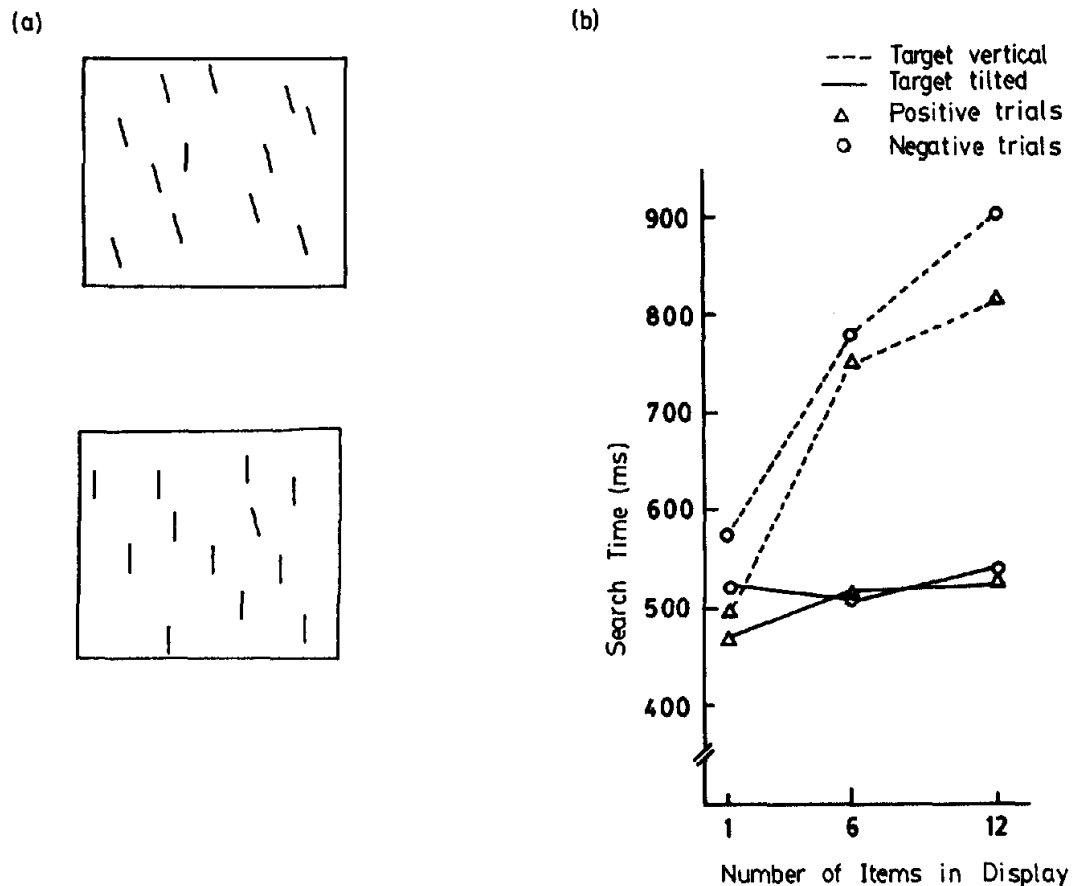 (a)
(b)
Target vertical
Target tilted
Positive trials
Negative trials
900
800
700
600
500
400
Search Time (ms)
1 6 12
Number of Items in Display